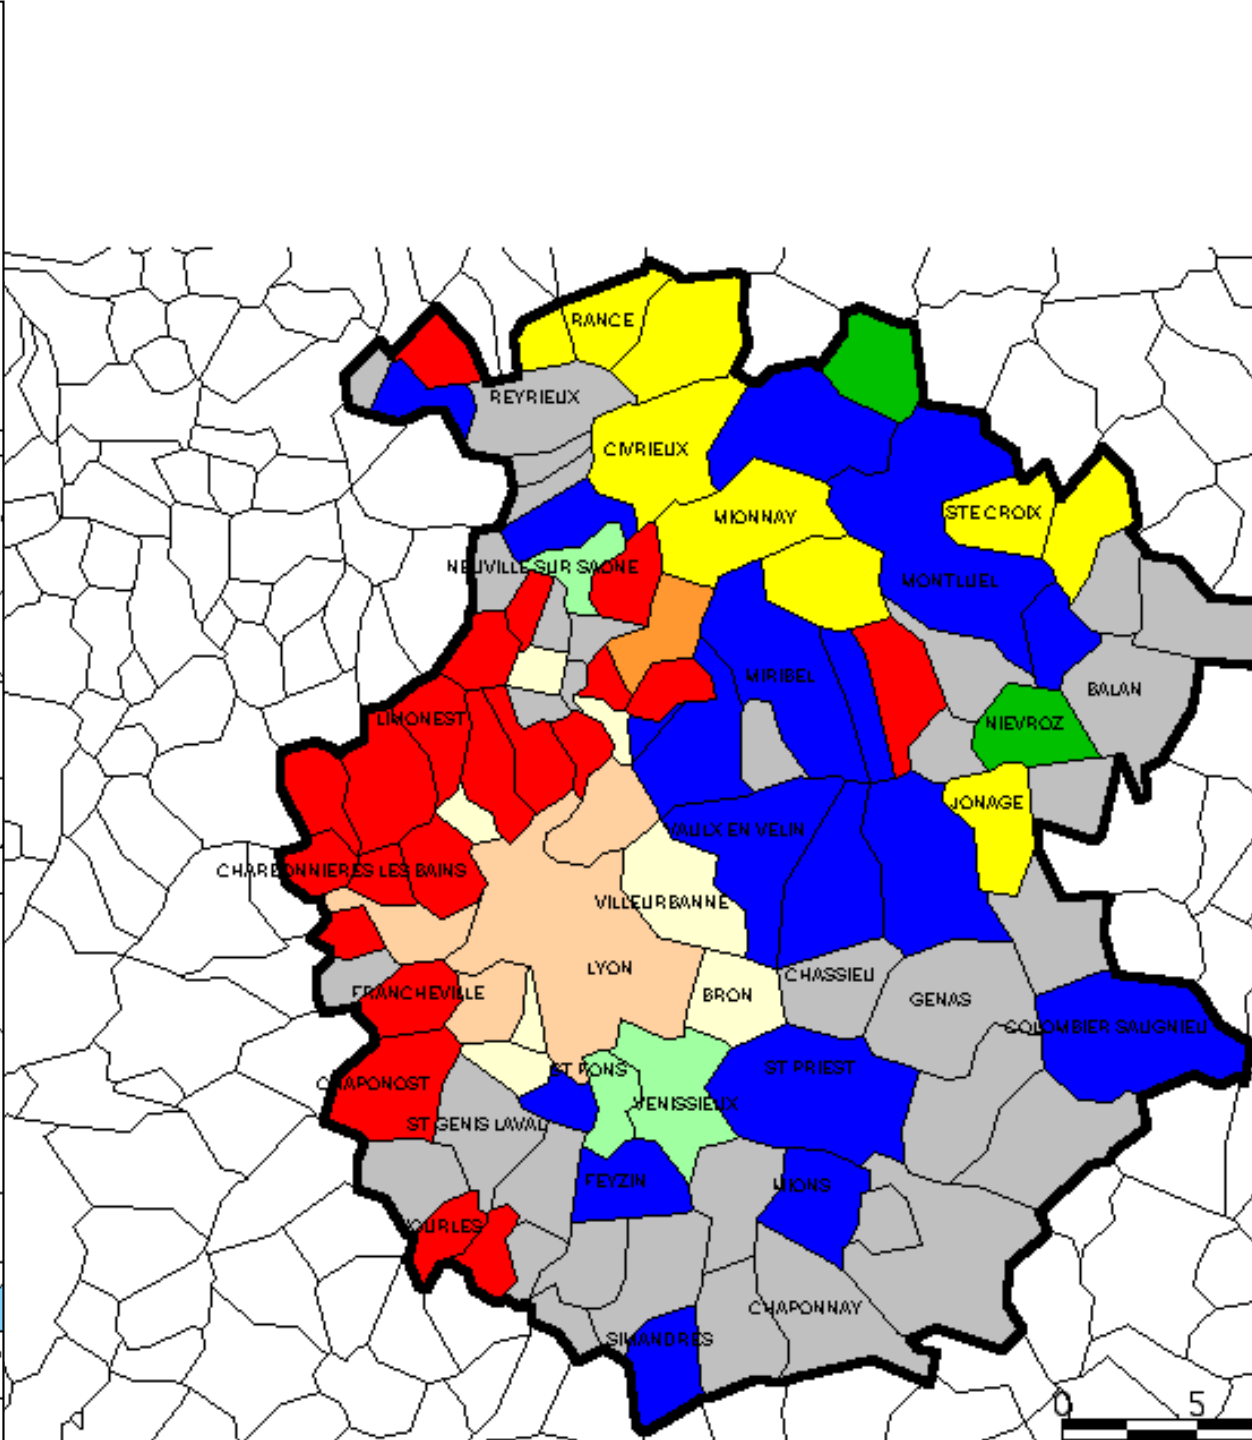 RANCE
REYRIEUX
CIVRIEUX
MIONNAY
STE CROIX
NEUVILLE SUR SAONE
MONTLUEL
MIRIBEL
BALAN
LIMONEST
NIEVROZ
JONAGE
VAULX EN VELIN
CHARBONNIERES LES BAINS
VILLEURBANNE
LYON
CHASSIEU
FRANCHEVILLE
BRON
GENAS
COLOMBIER SAUGNIEU
ST FONS
ST PRIEST
CHAPONOST
VENISSIEUX
ST GENIS LAVAL
FEYZIN
MIONS
VOURLES
CHAPONNAY
SIMANDRES
0 5